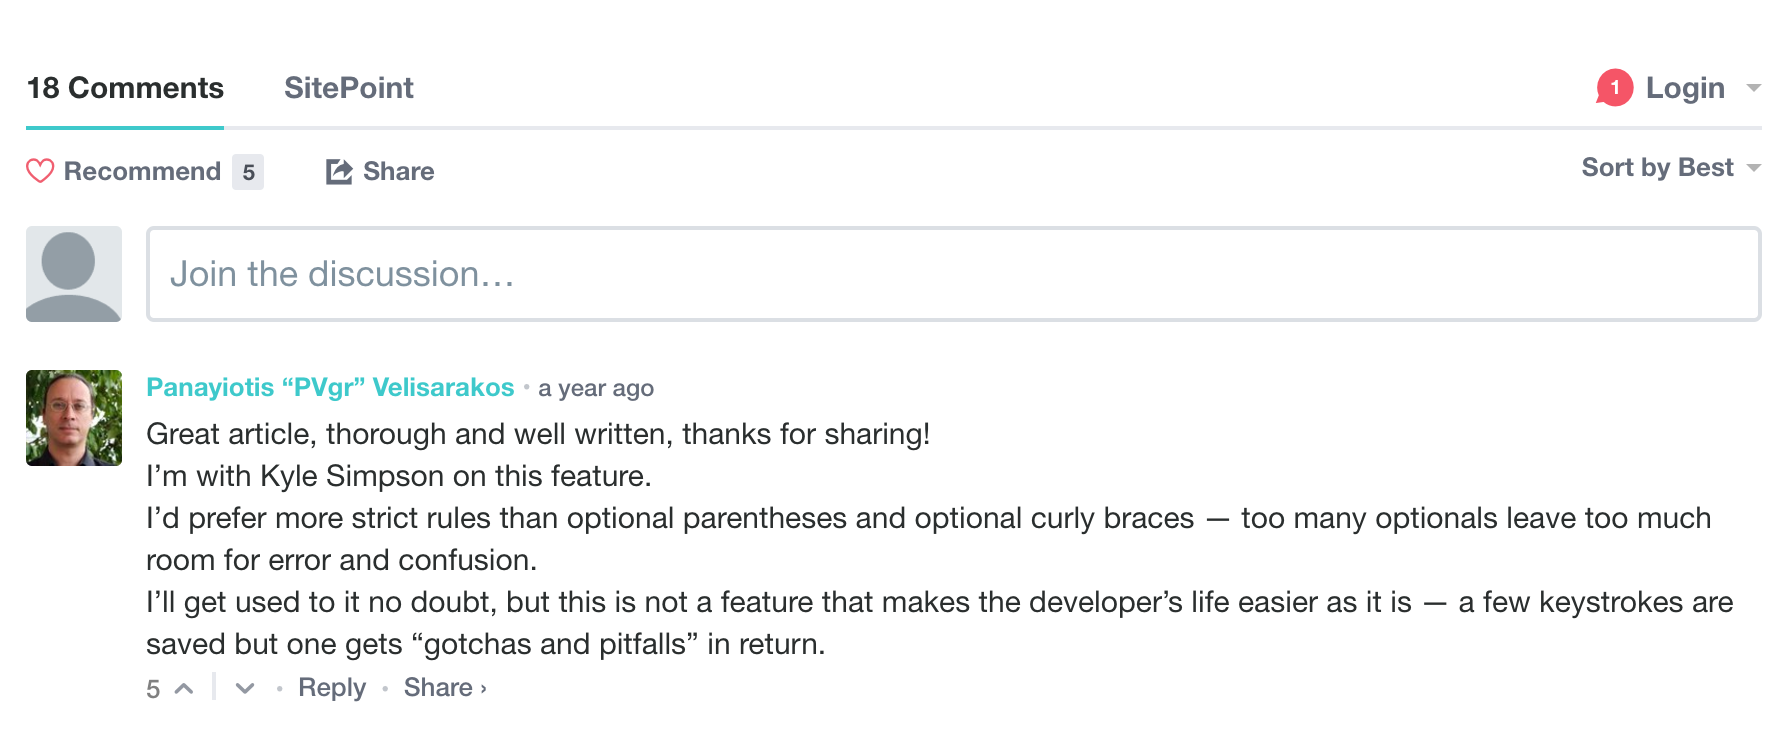 18 Comments SitePoint 1 Login
Recommend 5 Share Sort by Best
Join the discussion…
Panayiotis “PVgr” Velisarakos • a year ago
Great article, thorough and well written, thanks for sharing!
I’m with Kyle Simpson on this feature.
I’d prefer more strict rules than optional parentheses and optional curly braces — too many optionals leave too much
room for error and confusion.
I’ll get used to it no doubt, but this is not a feature that makes the developer’s life easier as it is — a few keystrokes are
saved but one gets “gotchas and pitfalls” in return.
5 • Reply • Share ›